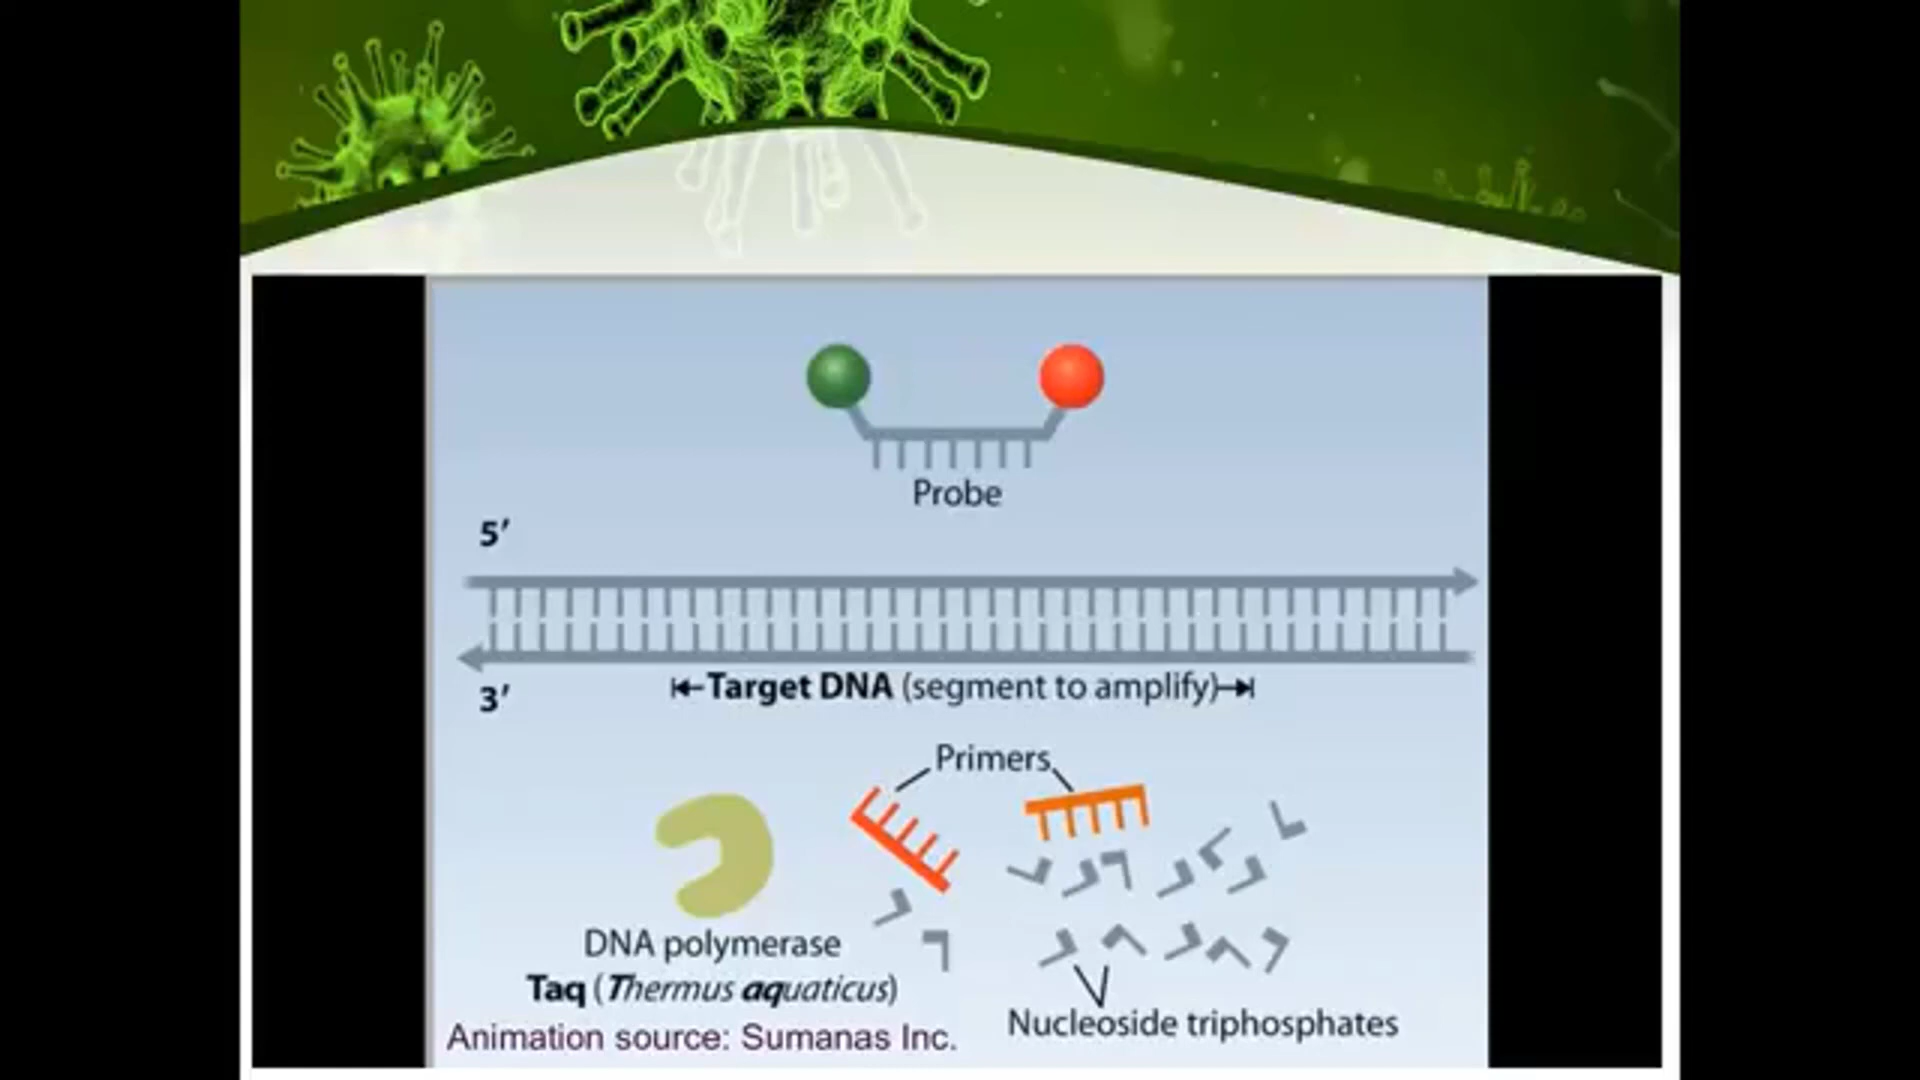 Probe
5′
3′
Target DNA (segment to amplify)
Primers
DNA polymerase
Taq (Thermus aquaticus)
Nucleoside triphosphates
Animation source: Sumanas Inc.